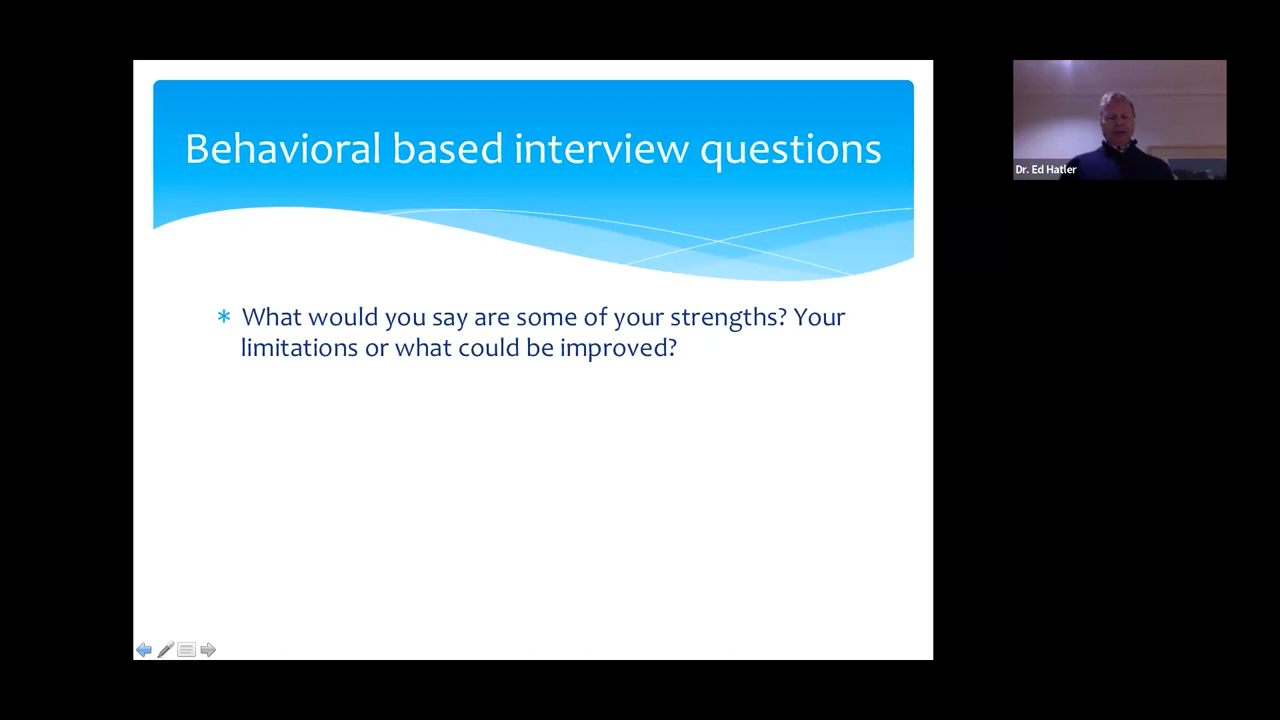 Behavioral based interview questions
* What would you say are some of your strengths? Your
limitations or what could be improved?
Dr. Ed Hatler